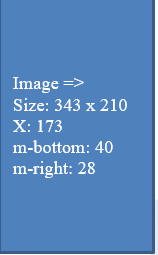 Image =>
Size: 343 x 210
X: 173
m-bottom: 40
m-right: 28